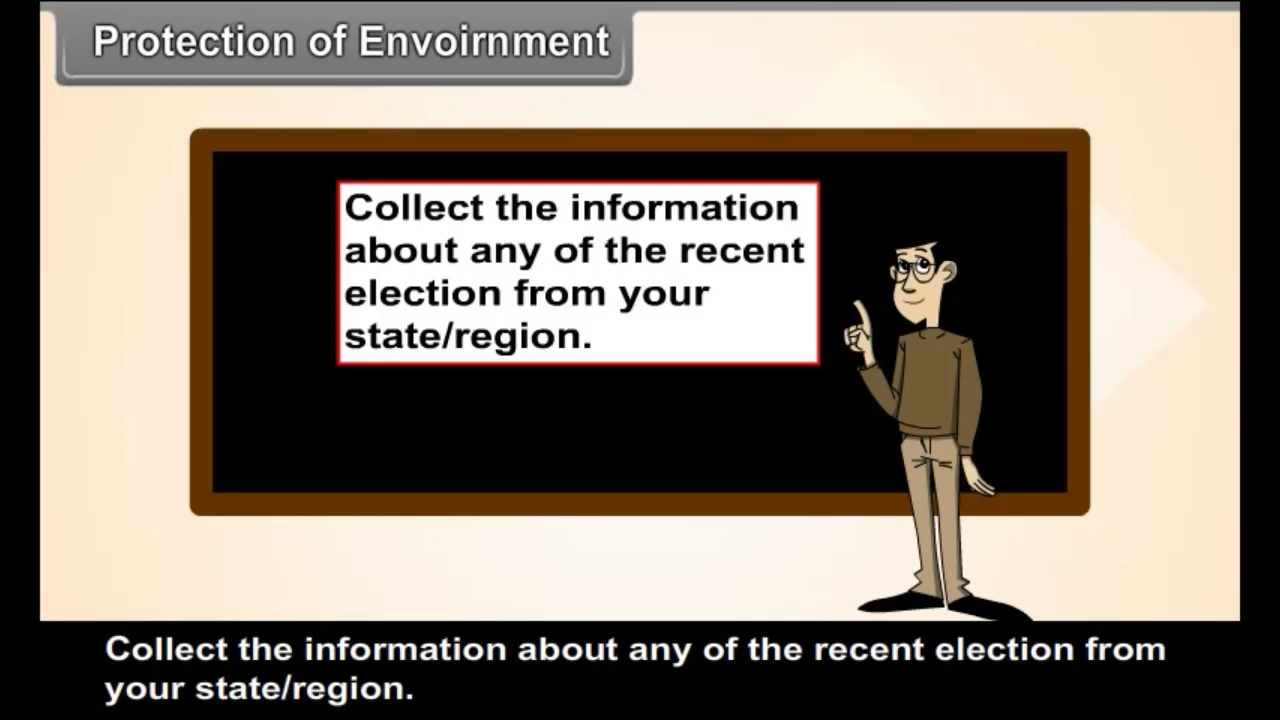 Protection of Envoirnment
Collect the information
about any of the recent
election from your
state/region.
Collect the information about any of the recent election from
your state/region.